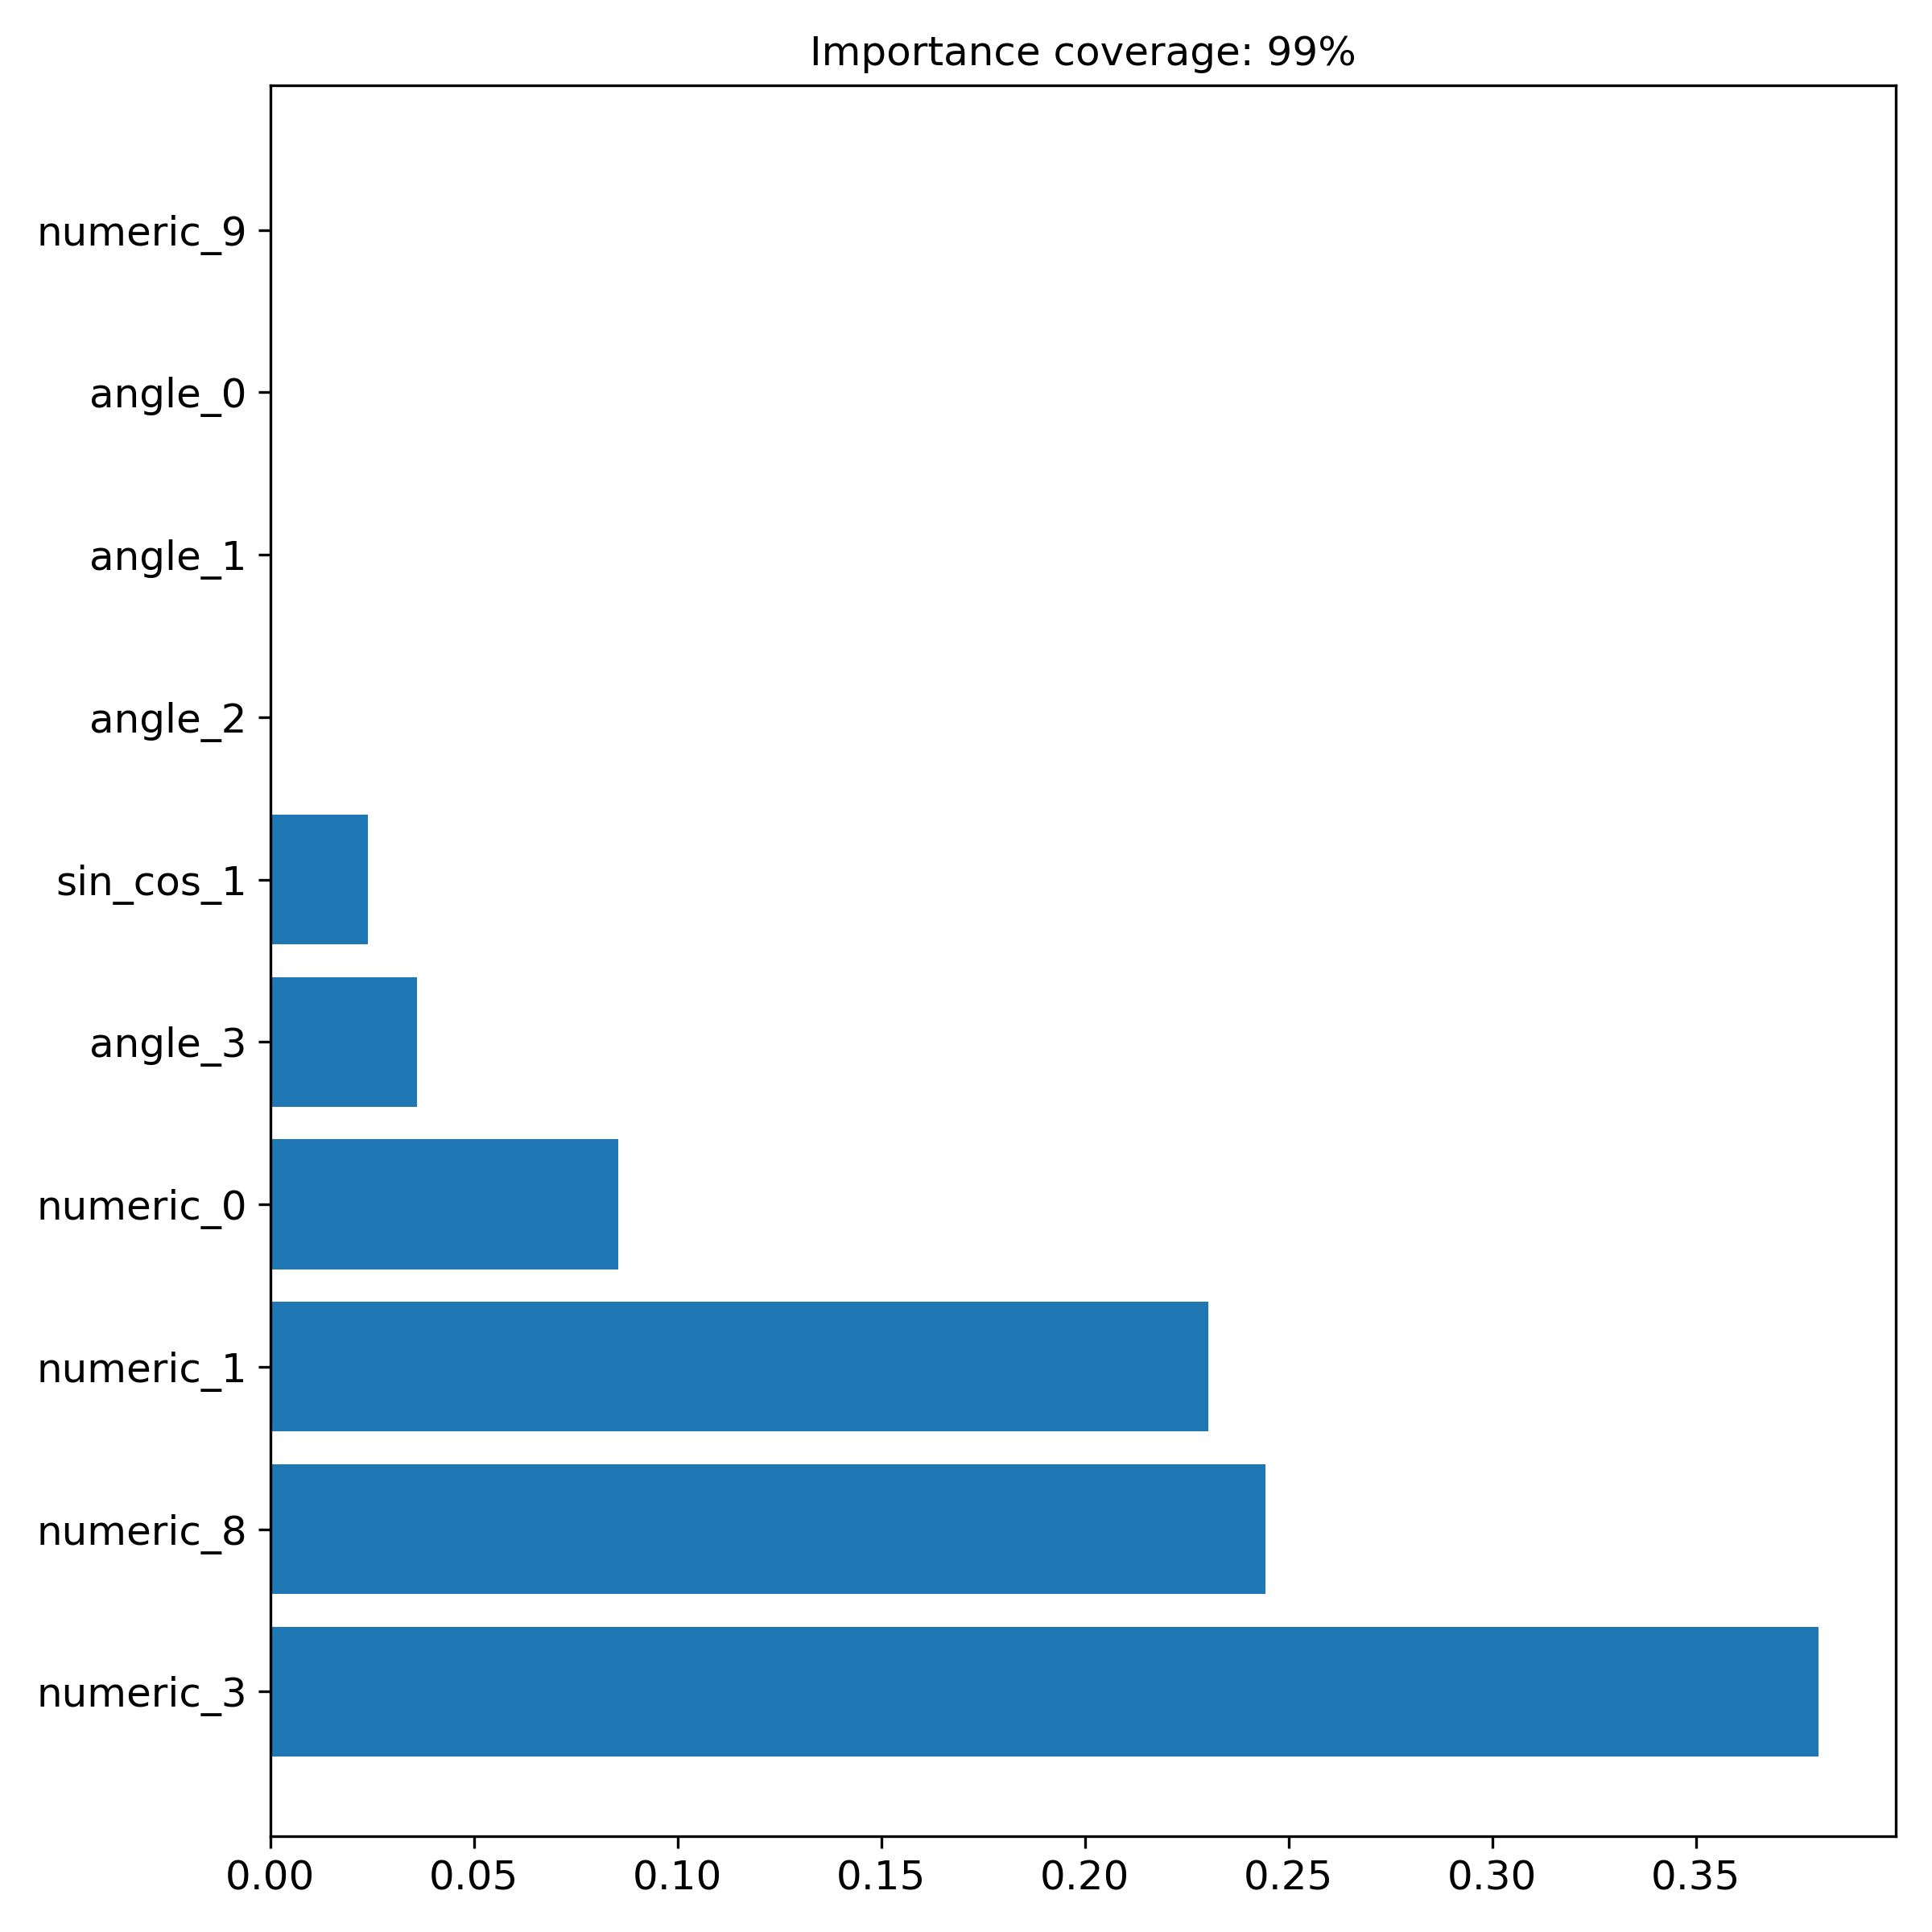 Importance coverage: 99%
numeric_9
angle_0
angle_1
angle_2
sin_cos_1
angle_3
numeric_0
numeric_1
numeric_8
numeric_3
0.00 0.05 0.10 0.15 0.20 0.25 0.30 0.35